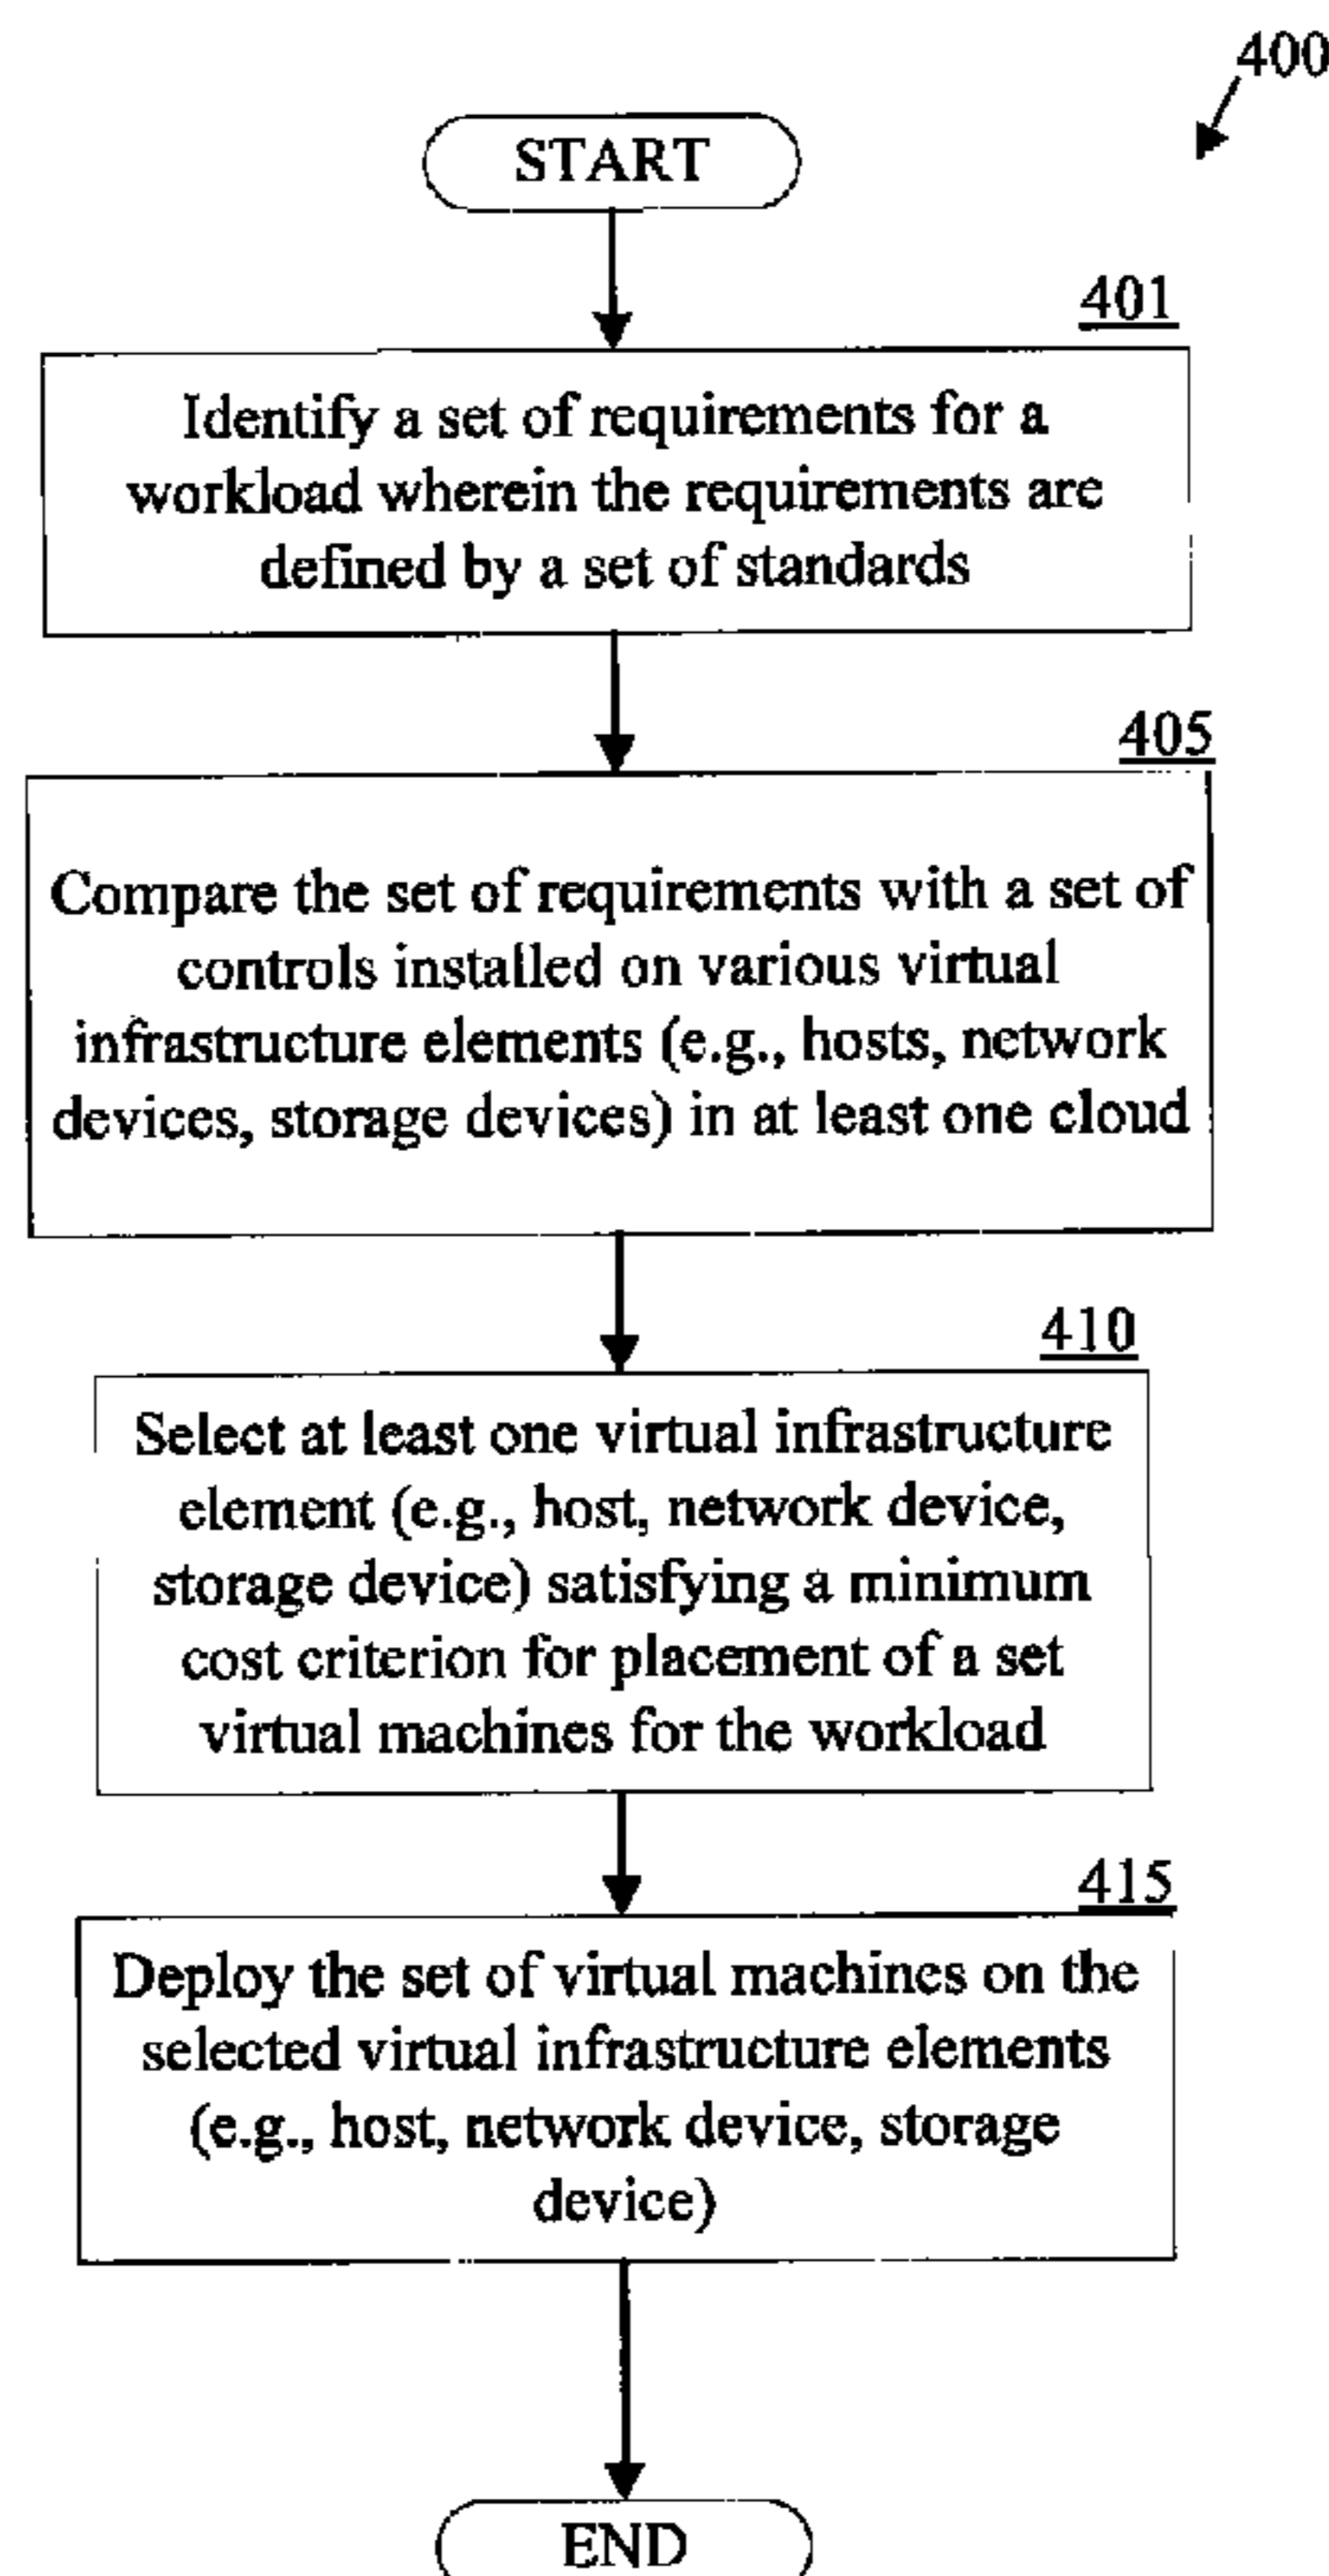 400
START
401
Identify a set of requirements for a
workload wherein the requirements are
defined by a set of standards
405
Compare the set of requirements with a set of
controls installed on various virtual
infrastructure elements (e.g., hosts, network
devices, storage devices) in at least one cloud
410
Select at least one virtual infrastructure
element (e.g., host, network device,
storage device) satisfying a minimum
cost criterion for placement of a set
virtual machines for the workload
415
Deploy the set of virtual machines on the
selected virtual infrastructure elements
(e.g., host, network device, storage
device)
END